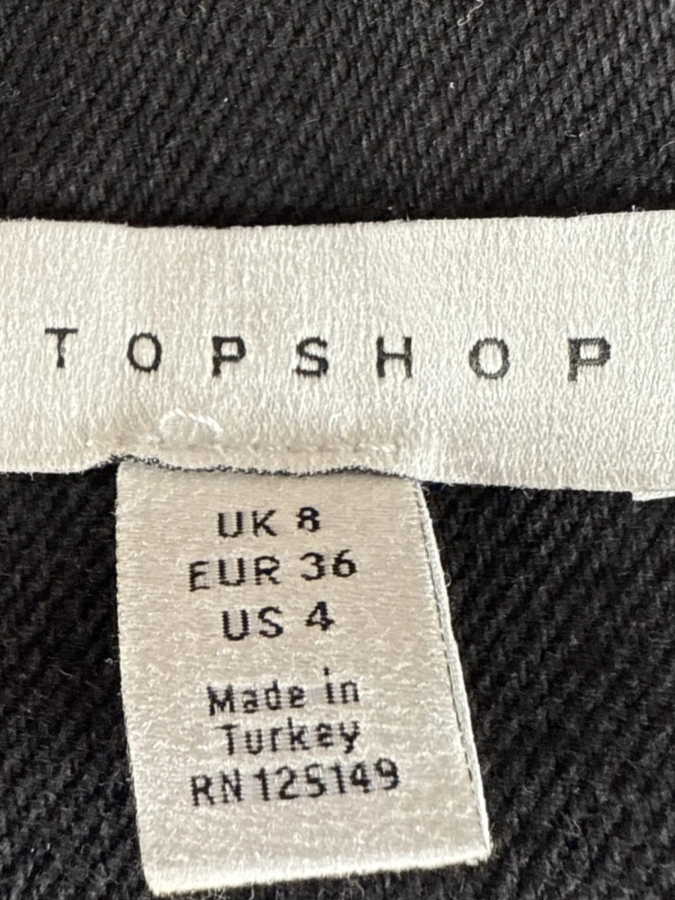 TOPSHOP
UK 8
EUR 36
US 4
Made in
Turkey
RN125149